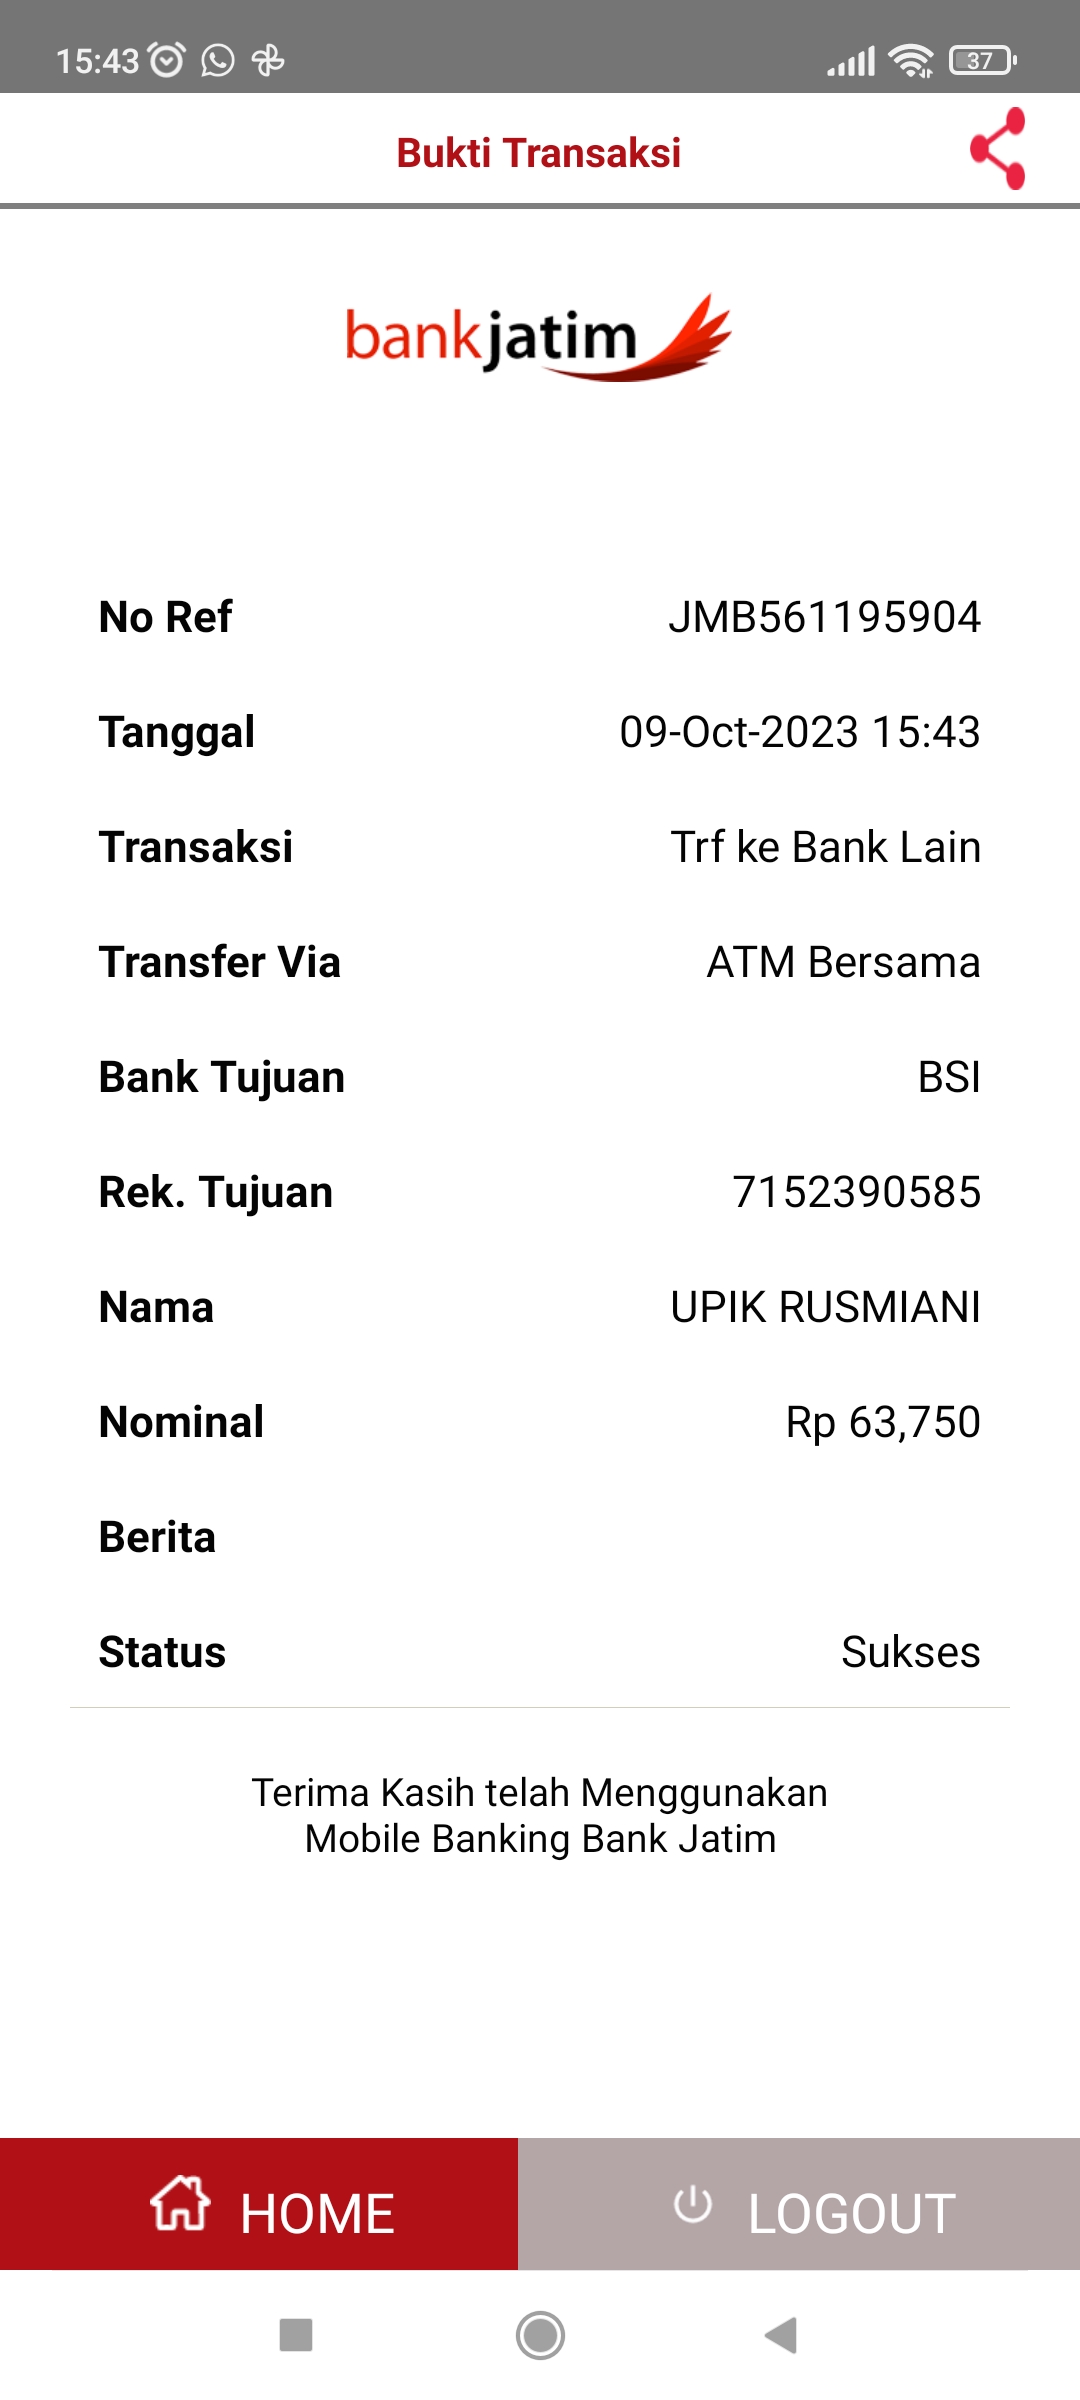 15:43
37
Bukti Transaksi
bankjatim
No Ref JMB561195904
Tanggal 09-Oct-2023 15:43
Transaksi Trf ke Bank Lain
Transfer Via ATM Bersama
Bank Tujuan BSI
Rek. Tujuan 7152390585
Nama UPIK RUSMIANI
Nominal Rp 63,750
Berita
Status Sukses
Terima Kasih telah Menggunakan
Mobile Banking Bank Jatim
HOME LOGOUT